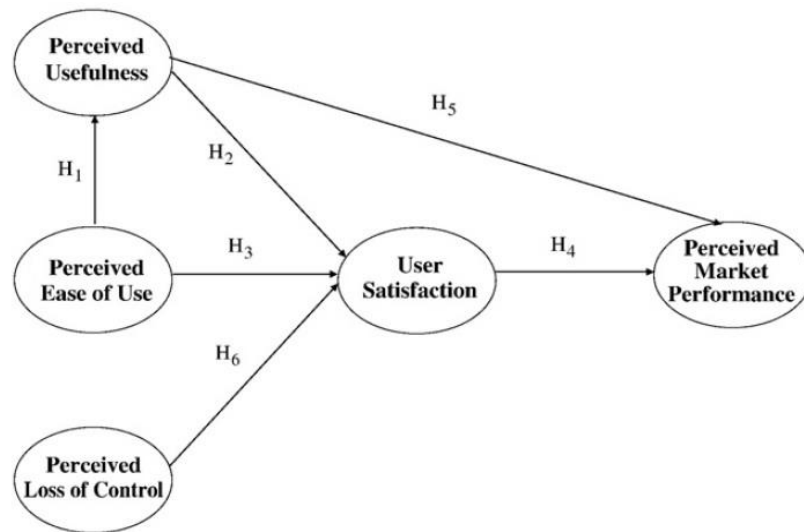 Perceived
Usefulness
H5
H2
H1
Perceived
Ease of Use
H3
User
Satisfaction
H4
Perceived
Market
Performance
H6
Perceived
Loss of Control